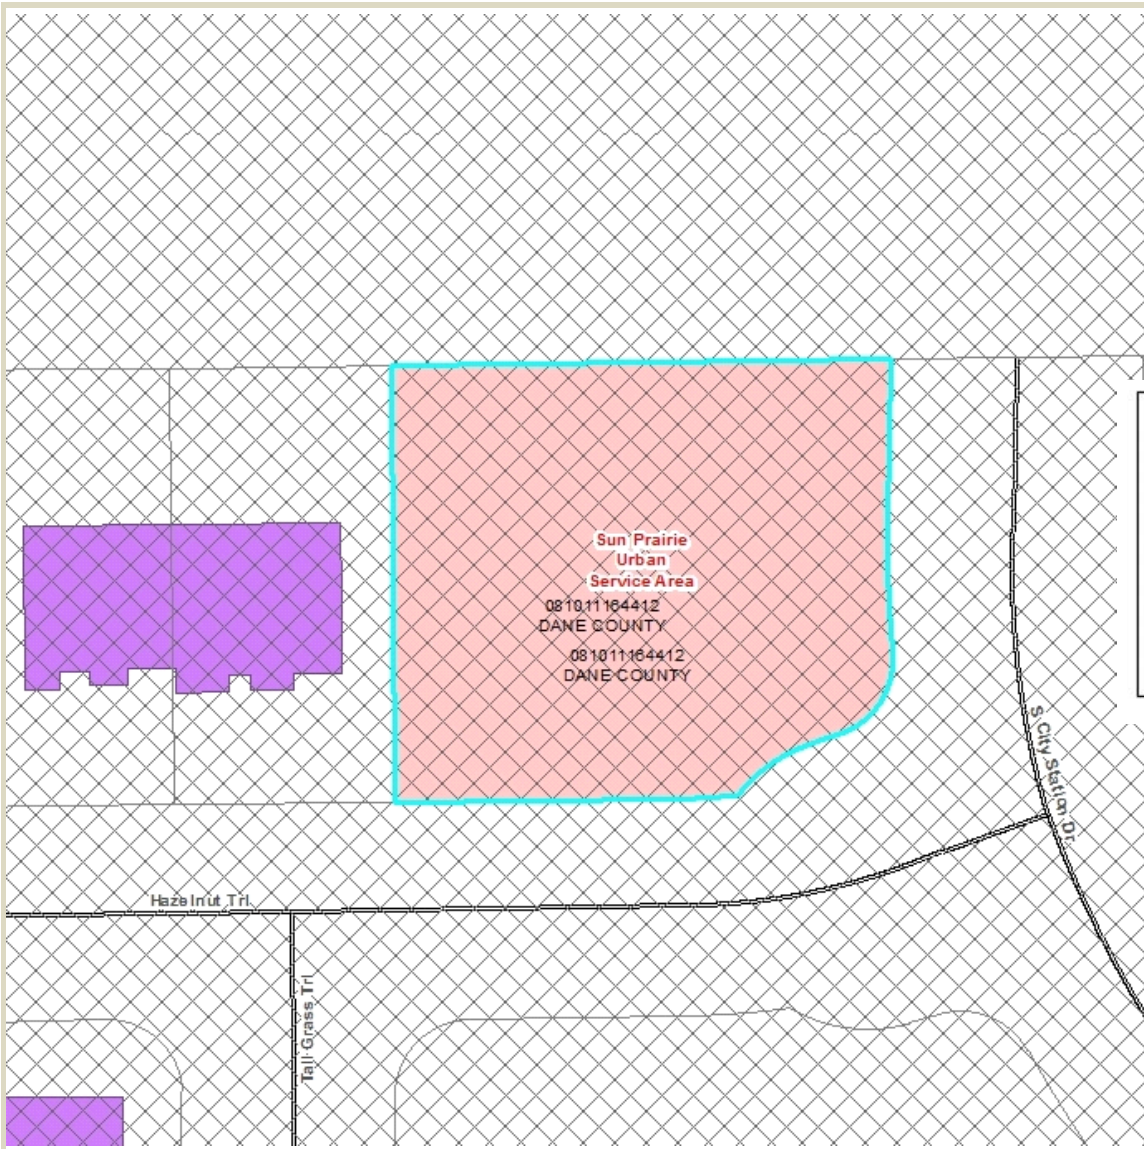 Sun Prairie
Urban
Service Area
081011164412
DANE COUNTY
081011164412
DANE COUNTY
S City Station Dr
Hazelnut Trl
Tall Grass Trl